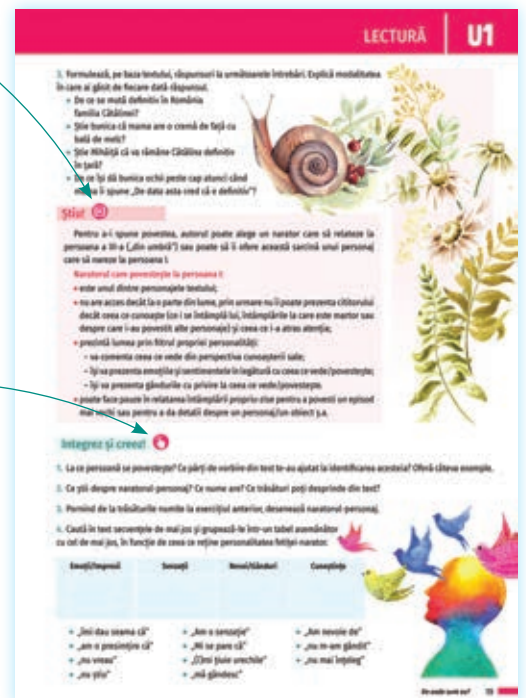 LECTURĂ U1
3. Formulează, pe baza textului, răspunsuri la următoarele întrebări. Explică modalitatea
în care ai găsit de fiecare dată răspunsul.
• De ce se mută definitiv în România
familia Cătălinei?
• Știe bunica că mama are o cremă de față cu
bală de melc?
• Știe Mihăiță că va rămâne Cătălina definitiv
în țară?
• De ce își dă bunica ochii peste cap atunci când
mama îi spune „De data asta cred că e definitiv”?
Știu!
Pentru a-i spune povestea, autorul poate alege un narator care să relateze la
persoana a III-a („din umbră”) sau poate să îi ofere această sarcină unui personaj
care să nareze la persoana I.
Naratorul care povestește la persoana I:
• este unul dintre personajele textului;
• nu are acces decât la o parte din lume, prin urmare nu îi poate prezenta cititorului
decât ceea ce cunoaște (ce i se întâmplă lui, întâmplările la care este martor sau
despre care i-au povestit alte personaje) și ceea ce i-a atras atenția;
• prezintă lumea prin filtrul propriei personalități:
– va comenta ceea ce vede din perspectiva cunoașterii sale;
– își va prezenta emoțiile și sentimentele în legătură cu ceea ce vede/povestește;
– își va prezenta gândurile cu privire la ceea ce vede/povestește.
• poate face pauze în relatarea întâmplării propriu-zise pentru a povesti un episod
mai vechi sau pentru a da detalii despre un personaj/un obiect ș.a.
Integrez și creez!
1. La ce persoană se povestește? Ce părți de vorbire din text te-au ajutat la identificarea acesteia? Oferă câteva exemple.
2. Ce știi despre naratorul-personaj? Ce nume are? Ce trăsături poți desprinde din text?
3. Pornind de la trăsăturile numite la exercițiul anterior, desenează naratorul-personaj.
4. Caută în text secvențele de mai jos și grupează-le într-un tabel asemănător
cu cel de mai jos, în funcție de ceea ce reține personalitatea fetiței-narator.
Emoții/Impresii Senzații Nevoi/Gânduri Cunoștințe
• „îmi dau seama că” • „Am o senzație” • „Am nevoie de”
• „am o presimțire că” • „Mi se pare că” • „nu m-am gândit”
• „nu vreau” • „(Î)mi țiuie urechile” • „nu mai înțeleg”
• „nu știu” • „mă gândesc”
De unde sunt eu? 13